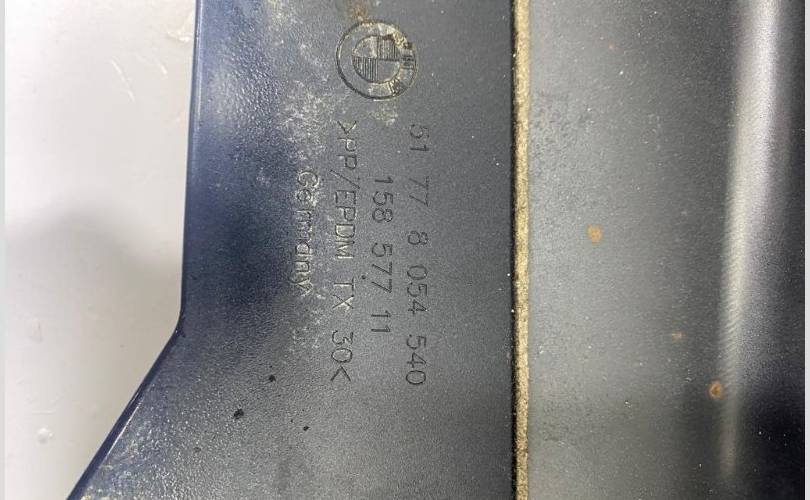 51 77 8 054 540
158 577 11
>PP/EPDM TX 30<
Germany